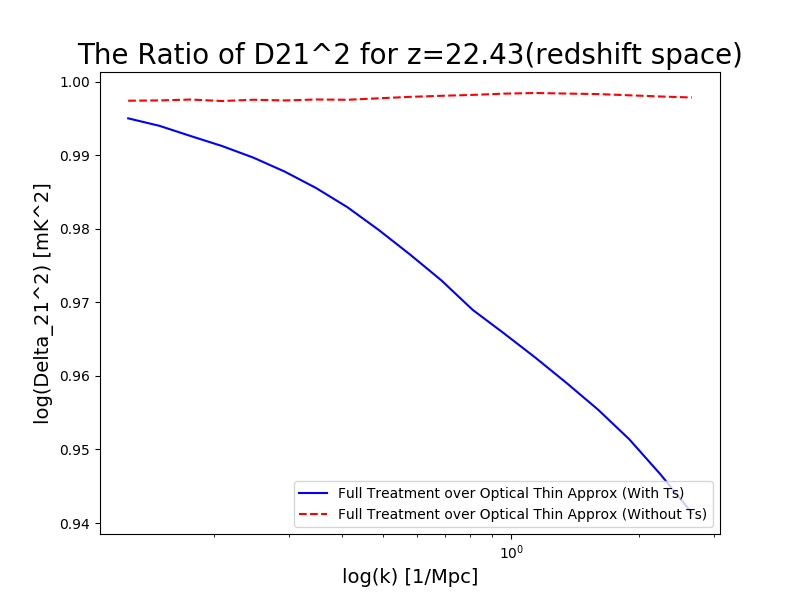 The Ratio of D21^2 for z=22.43(redshift space)
1.00
0.99
0.98
0.97
0.96
0.95
0.94
log(Delta_21^2) [mK^2]
Full Treatment over Optical Thin Approx (With Ts)
Full Treatment over Optical Thin Approx (Without Ts)
10^0
log(k) [1/Mpc]